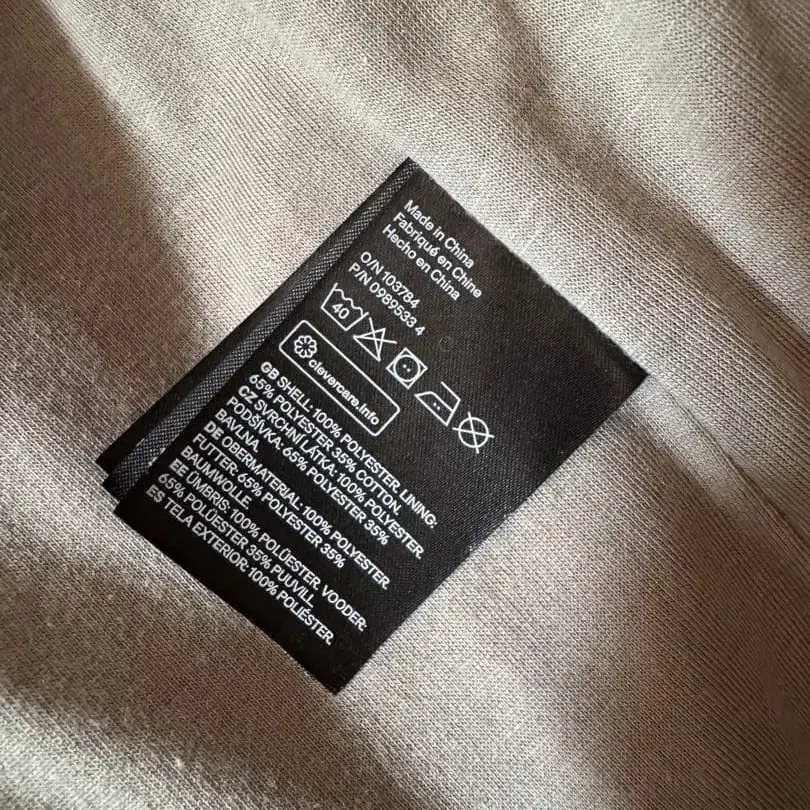 Made in China
Fabriqué en Chine
Hecho en China
O/N 103784
P/N 0989533 4
40
clevercare.info
GB SHELL: 100% POLYESTER, LINING:
65% POLYESTER 35% COTTON.
CZ SVRCHNÍ LÁTKA: 100% POLYESTER.
PODŠÍVKA: 65% POLYESTER 35%
BAVLNA.
DE OBERMATERIAL: 100% POLYESTER.
FUTTER: 65% POLYESTER 35%
BAUMWOLLE
EE ÜMBRIS: 100% POLÜESTER, VOODER:
65% POLÜESTER 35% PUUVILL
ES TELA EXTERIOR: 100% POLIÉSTER.